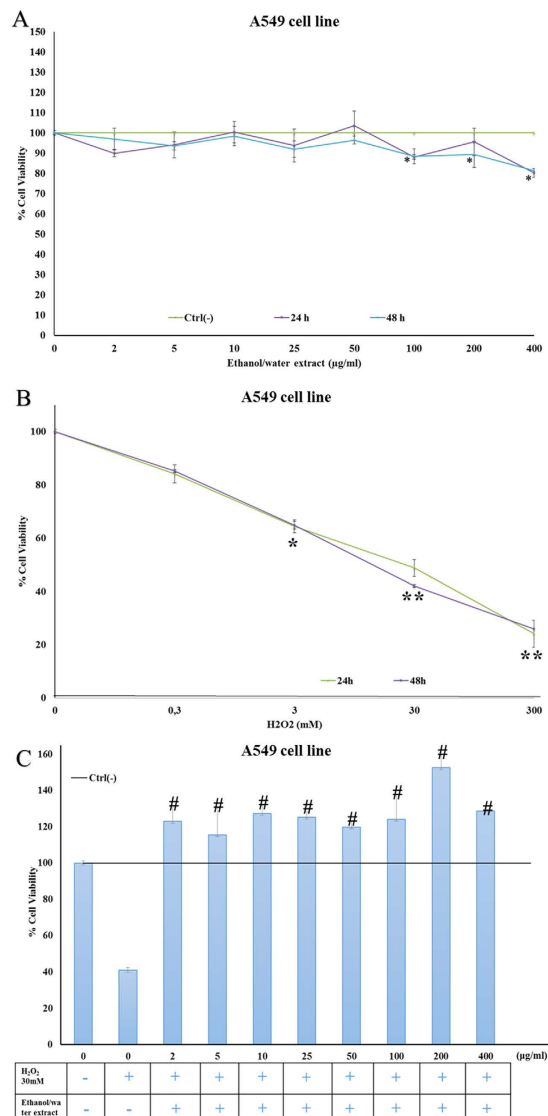 A
A549 cell line
150
140
130
120
110
100
90
80
70
60
50
40
30
20
10
0
% Cell Viability
* * *
Ctrl(-) 24 h 48 h
0 2 5 10 25 50 100 200 400
Ethanol/water extract (µg/ml)
B
A549 cell line
100
80
60
40
20
0
% Cell Viability
* ** **
24h 48h
0 0,3 3 30 300
H2O2 (mM)
C
A549 cell line
Ctrl(-)
160
140
120
100
80
60
40
20
0
% Cell Viability
# # # # # # # #
0 0 2 5 10 25 50 100 200 400 (µg/ml)
H₂O₂
30mM
- + + + + + + + + +
Ethanol/wa
ter extract
- - + + + + + + + +